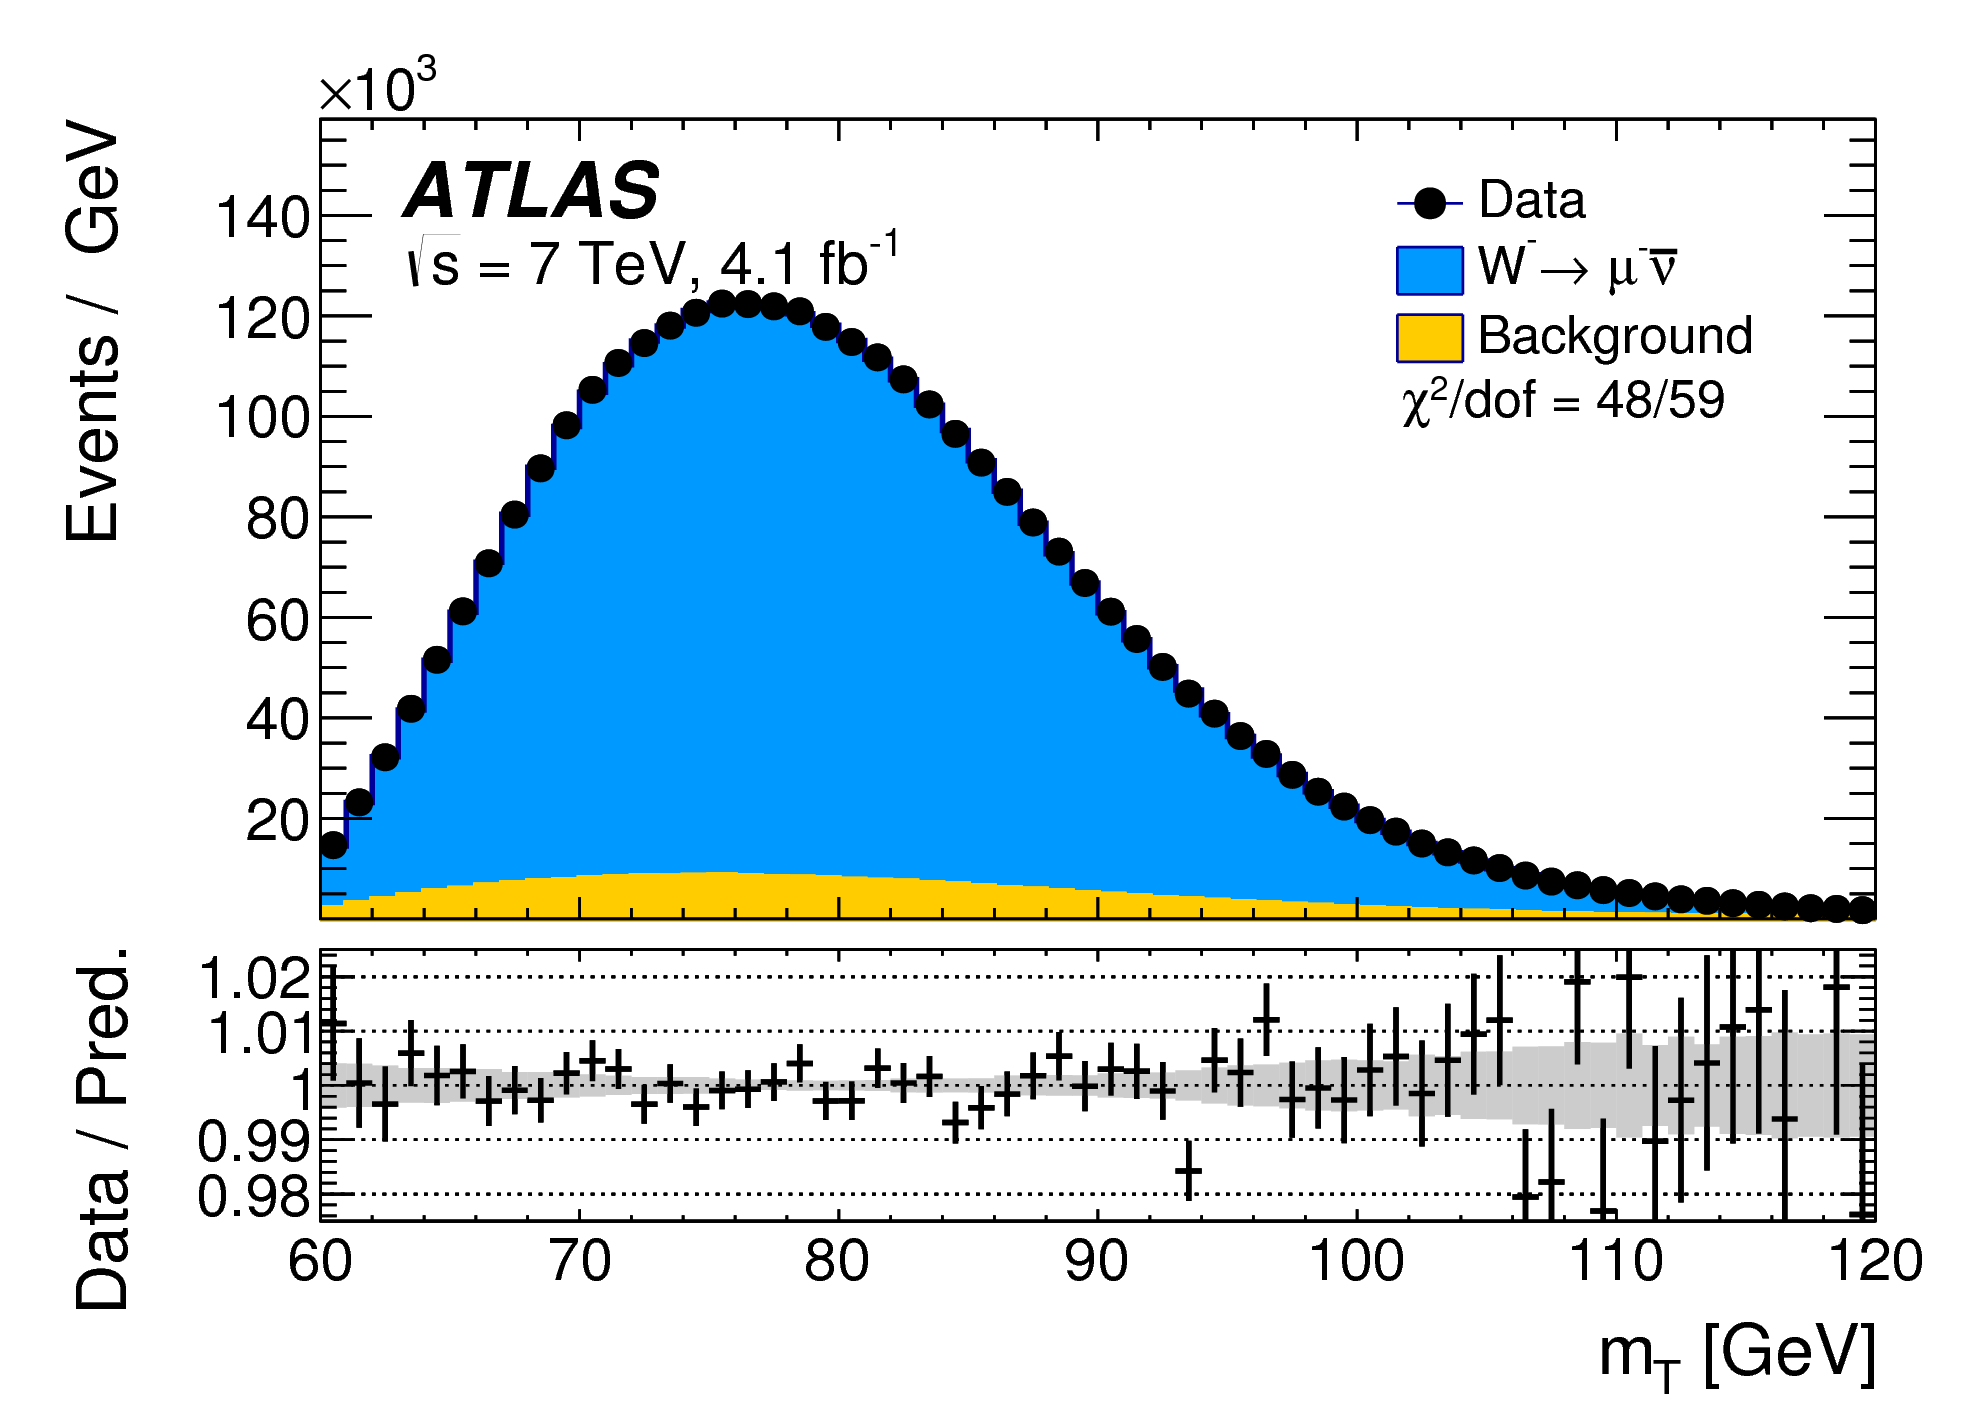 ×10³
Events / GeV
140
120
100
80
60
40
20
ATLAS
√s = 7 TeV, 4.1 fb⁻¹
Data
W⁻→ μ⁻ν̅
Background
χ²/dof = 48/59
Data / Pred.
1.02
1.01
1
0.99
0.98
60 70 80 90 100 110 120
m_T [GeV]